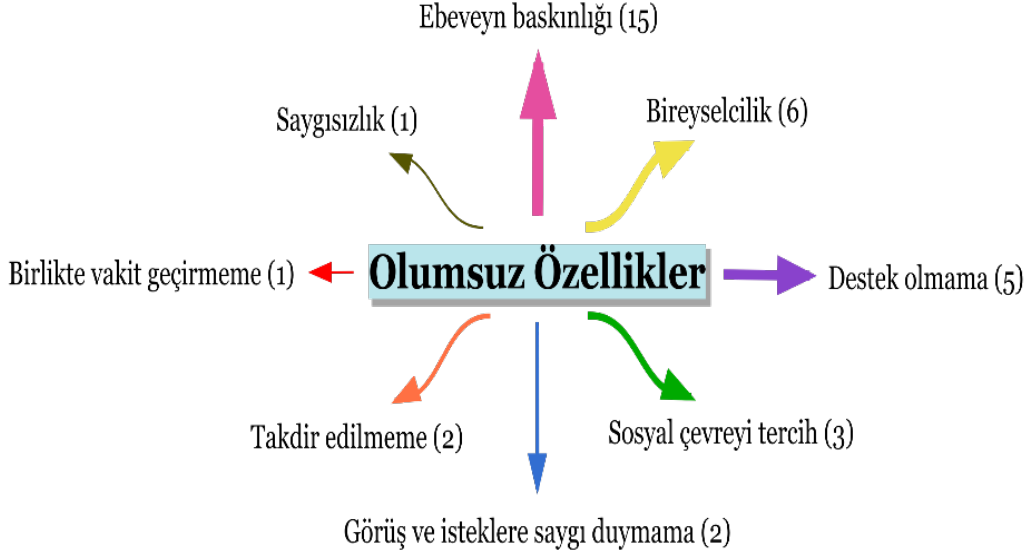 Ebeveyn baskınlığı (15)
Saygısızlık (1)
Bireyselcilik (6)
Birlikte vakit geçirmeme (1)
Olumsuz Özellikler
Destek olmama (5)
Takdir edilmeme (2)
Sosyal çevreyi tercih (3)
Görüş ve isteklere saygı duymama (2)